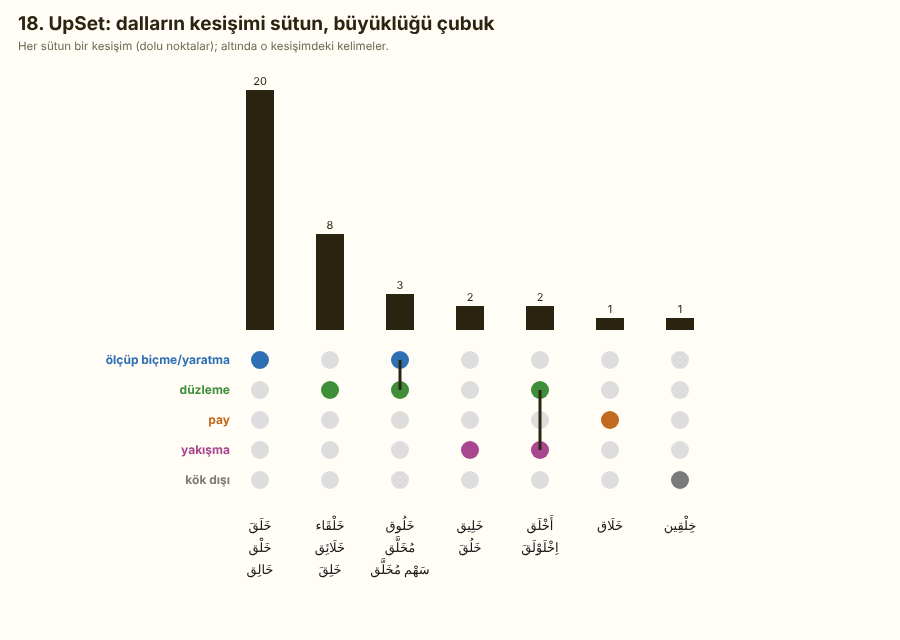 18. UpSet: dalların kesişimi sütun, büyüklüğü çubuk
Her sütun bir kesişim (dolu noktalar); altında o kesişimdeki kelimeler.
20
8
3
2
2
1
1
ölçüp biçme/yaratma
düzleme
pay
yakışma
kök dışı
خَلَقَ
خَلْق
خَالِق
خَلْقَاء
خَلَائِق
خَلِقَ
خَلُوق
مُخَلَّق
سَهْم مُخَلَّق
خَلِيق
خَلُقَ
أَخْلَق
اِخْلَوْلَقَ
خَلَاق
خِلْقِين